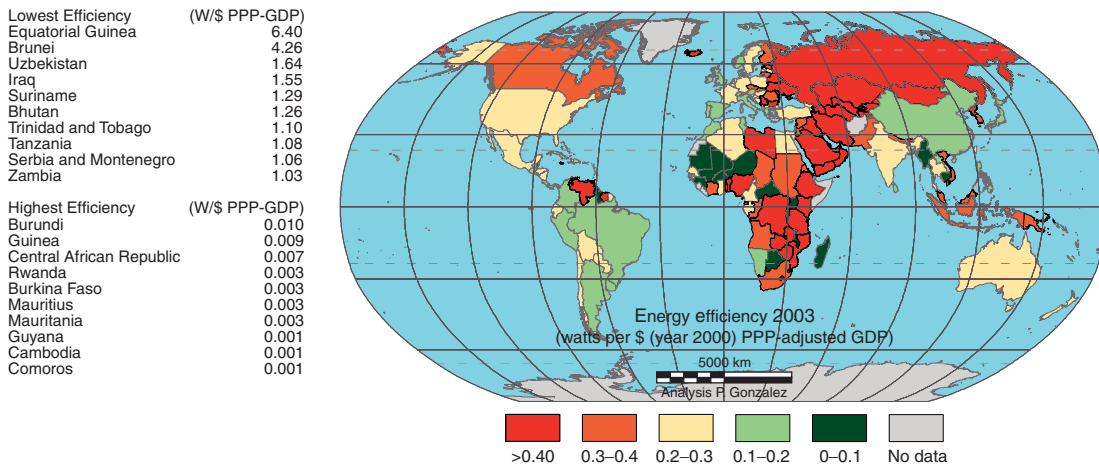 Lowest Efficiency (W/$ PPP-GDP)
Equatorial Guinea 6.40
Brunei 4.26
Uzbekistan 1.64
Iraq 1.55
Suriname 1.29
Bhutan 1.26
Trinidad and Tobago 1.10
Tanzania 1.08
Serbia and Montenegro 1.06
Zambia 1.03
Highest Efficiency (W/$ PPP-GDP)
Burundi 0.010
Guinea 0.009
Central African Republic 0.007
Rwanda 0.003
Burkina Faso 0.003
Mauritius 0.003
Mauritania 0.003
Guyana 0.001
Cambodia 0.001
Comoros 0.001
Energy efficiency 2003
(watts per $ (year 2000) PPP-adjusted GDP)
5000 km
Analysis P. Gonzalez
>0.40 0.3–0.4 0.2–0.3 0.1–0.2 0–0.1 No data